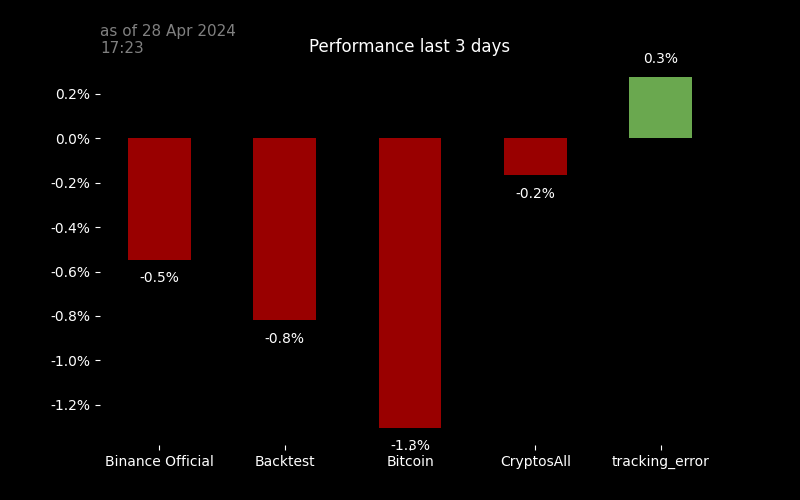 as of 28 Apr 2024
17:23
Performance last 3 days
0.3%
0.2%
0.0%
-0.2%
-0.4%
-0.6%
-0.8%
-1.0%
-1.2%
-0.5%
-0.8%
-1.3%
-0.2%
Binance Official
Backtest
Bitcoin
CryptosAll
tracking_error